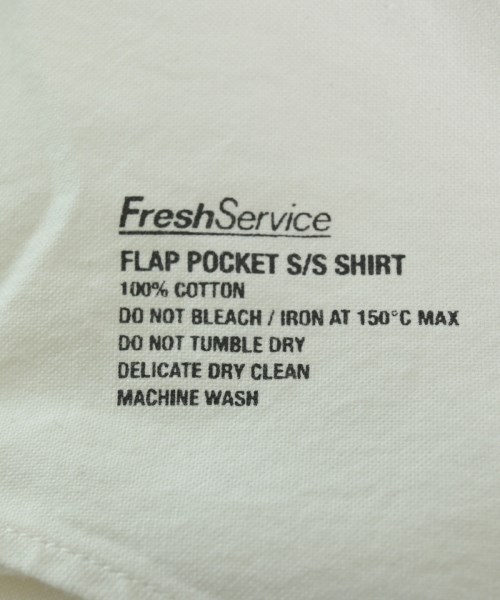 FreshService
FLAP POCKET S/S SHIRT
100% COTTON
DO NOT BLEACH / IRON AT 150°C MAX
DO NOT TUMBLE DRY
DELICATE DRY CLEAN
MACHINE WASH